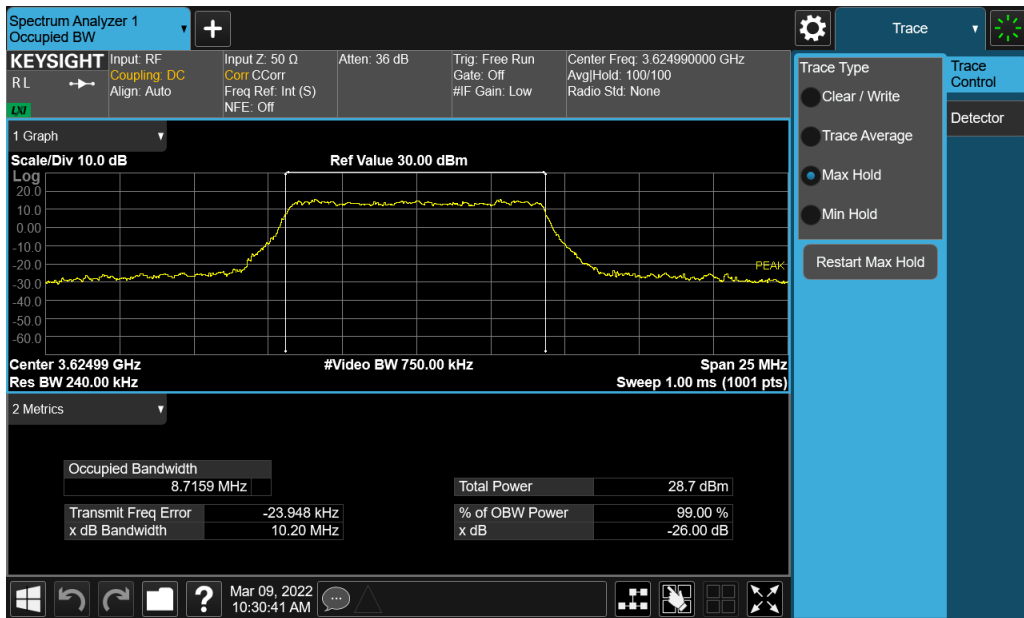 Spectrum Analyzer 1
Occupied BW
Trace
KEYSIGHT
R L
LXI
Input: RF
Coupling: DC
Align: Auto
Input Z: 50 Ω
Corr CCorr
Freq Ref: Int (S)
NFE: Off
Atten: 36 dB
Trig: Free Run
Gate: Off
#IF Gain: Low
Center Freq: 3.624990000 GHz
Avg|Hold: 100/100
Radio Std: None
1 Graph
Scale/Div 10.0 dB
Ref Value 30.00 dBm
Log
20.0
10.0
0.00
-10.0
-20.0
-30.0
-40.0
-50.0
-60.0
PEAK
Center 3.62499 GHz
#Video BW 750.00 kHz
Span 25 MHz
Res BW 240.00 kHz
Sweep 1.00 ms (1001 pts)
2 Metrics
Occupied Bandwidth
8.7159 MHz
Total Power 28.7 dBm
Transmit Freq Error -23.948 kHz
% of OBW Power 99.00 %
x dB Bandwidth 10.20 MHz
x dB -26.00 dB
Trace Type
Clear / Write
Trace Average
Max Hold
Min Hold
Restart Max Hold
Trace
Control
Detector
?
Mar 09, 2022
10:30:41 AM